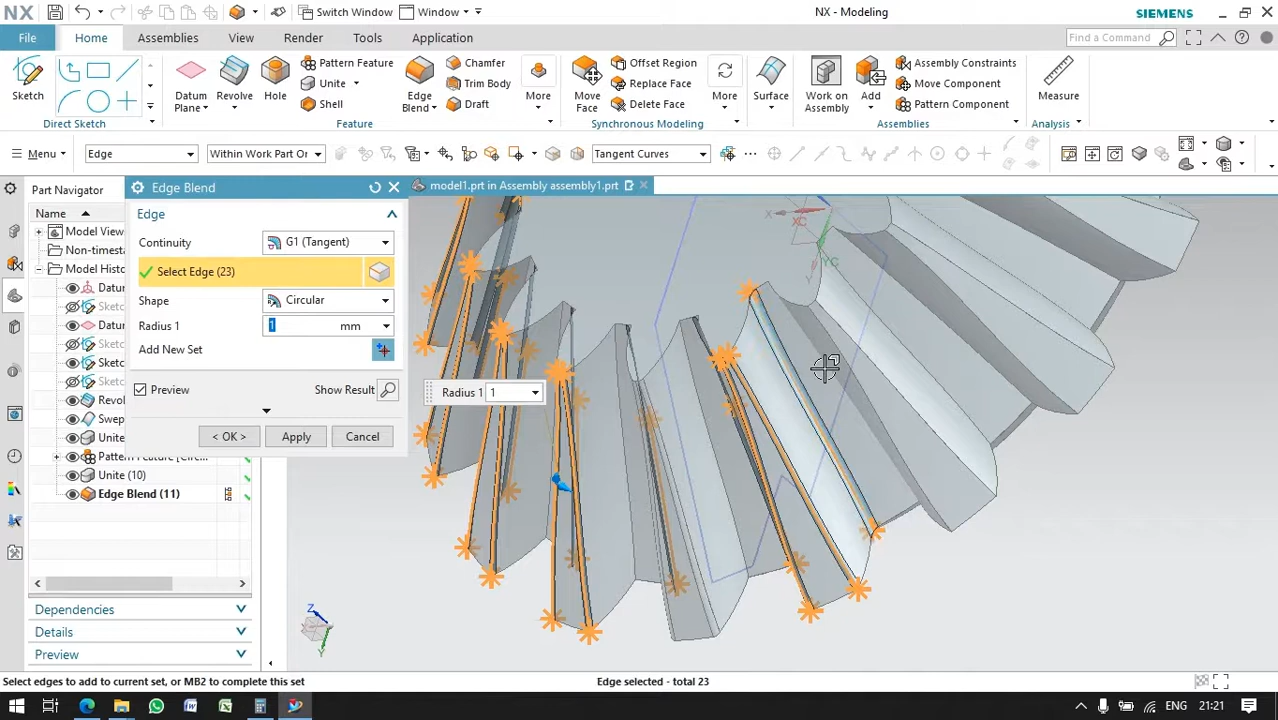 NX
Switch Window
Window
NX - Modeling
SIEMENS
File
Home
Assemblies
View
Render
Tools
Application
Find a Command
Sketch
Datum Plane
Revolve
Hole
Pattern Feature
Unite
Shell
Edge Blend
Chamfer
Trim Body
Draft
More
Move Face
Offset Region
Replace Face
Delete Face
More
Surface
Work on Assembly
Add
Assembly Constraints
Move Component
Pattern Component
Measure
Direct Sketch
Feature
Synchronous Modeling
Assemblies
Analysis
Menu
Edge
Within Work Part On
Tangent Curves
Part Navigator
Edge Blend
model1.prt in Assembly assembly1.prt
Name
Edge
Model View
Non-timesta
Model Histo
Datur
Sketc
Datur
Sketc
Sketc
Sketc
Revol
Swep
Unite
Pattern Feature [Circ...
Unite (10)
Edge Blend (11)
Continuity
G1 (Tangent)
Select Edge (23)
Shape
Circular
Radius 1
1
mm
Add New Set
Preview
Show Result
< OK >
Apply
Cancel
Radius 1
1
X
XC
YC
Y
Z
X
Y
Dependencies
Details
Preview
Select edges to add to current set, or MB2 to complete this set
Edge selected - total 23
ENG
21:21